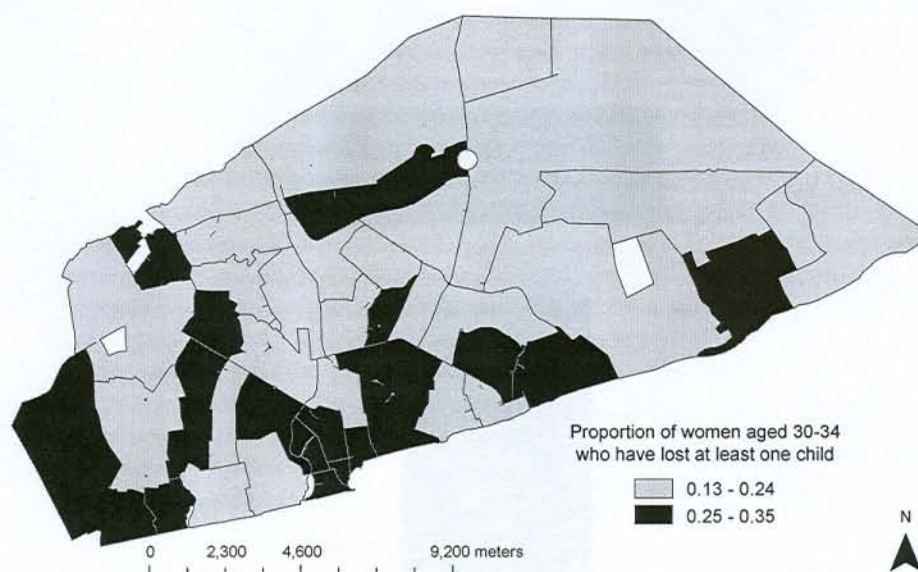 Proportion of women aged 30-34
who have lost at least one child
0.13 - 0.24
0.25 - 0.35
N
0 2,300 4,600 9,200 meters